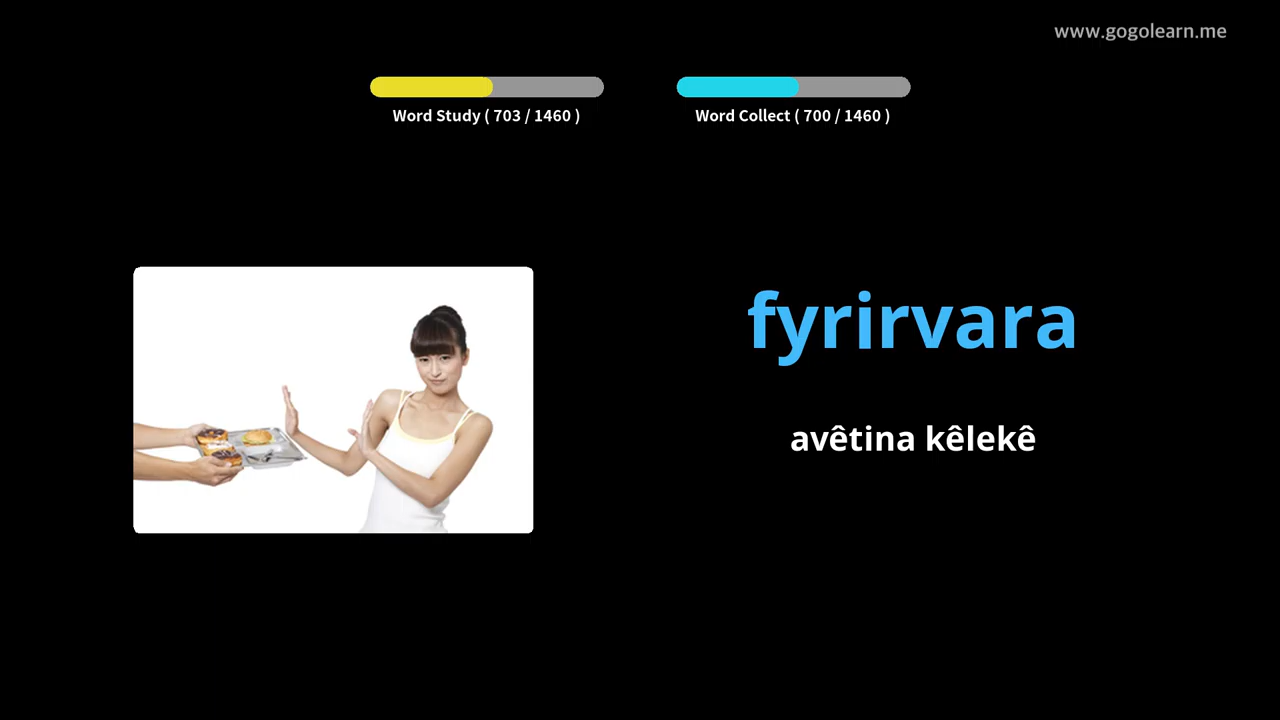 www.gogolearn.me
Word Study ( 703 / 1460 )
Word Collect ( 700 / 1460 )
fyrirvara
avêtina kêlekê